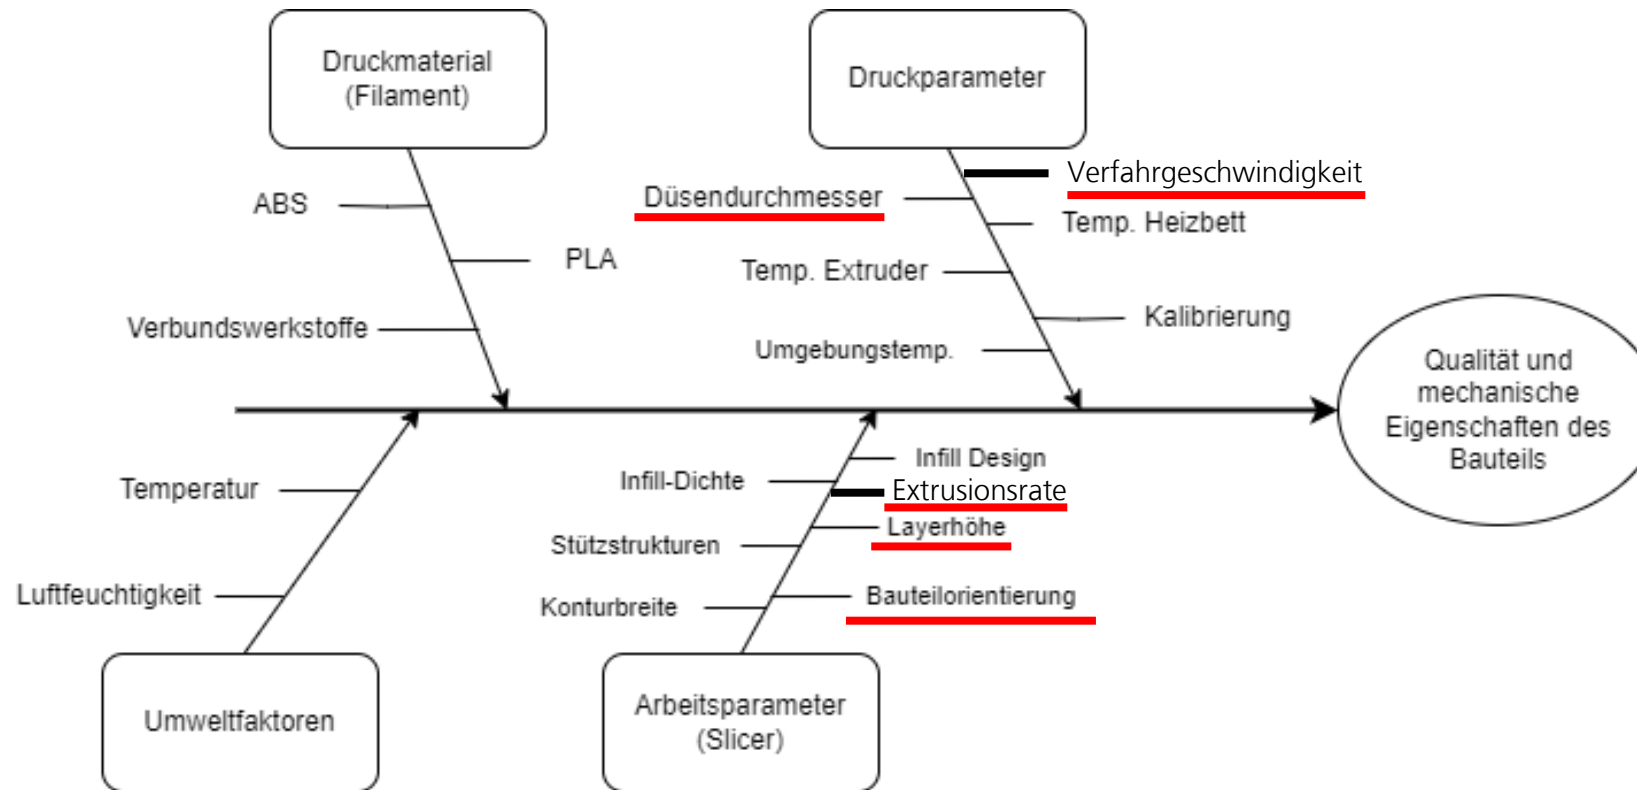 Druckmaterial
(Filament)
Druckparameter
Verfahrgeschwindigkeit
Düsendurchmesser
ABS
Temp. Heizbett
PLA
Temp. Extruder
Verbundswerkstoffe
Kalibrierung
Umgebungstemp.
Qualität und
mechanische
Eigenschaften des
Bauteils
Infill Design
Infill-Dichte
Temperatur
Extrusionsrate
Layerhöhe
Stützstrukturen
Luftfeuchtigkeit
Bauteilorientierung
Konturbreite
Umweltfaktoren
Arbeitsparameter
(Slicer)